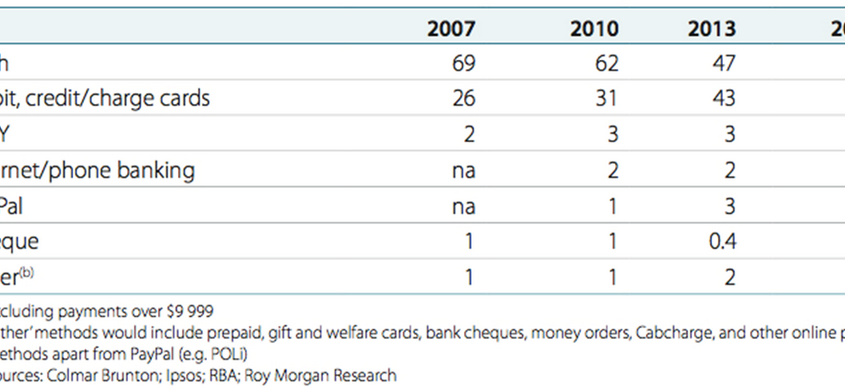 2007 2010 2013 20
h 69 62 47
bit, credit/charge cards 26 31 43
Y 2 3 3
rnet/phone banking na 2 2
Pal na 1 3
eque 1 1 0.4
er(b) 1 1 2
cluding payments over $9 999
ther’ methods would include prepaid, gift and welfare cards, bank cheques, money orders, Cabcharge, and other online p
ethods apart from PayPal (e.g. POLi)
ources: Colmar Brunton; Ipsos; RBA; Roy Morgan Research